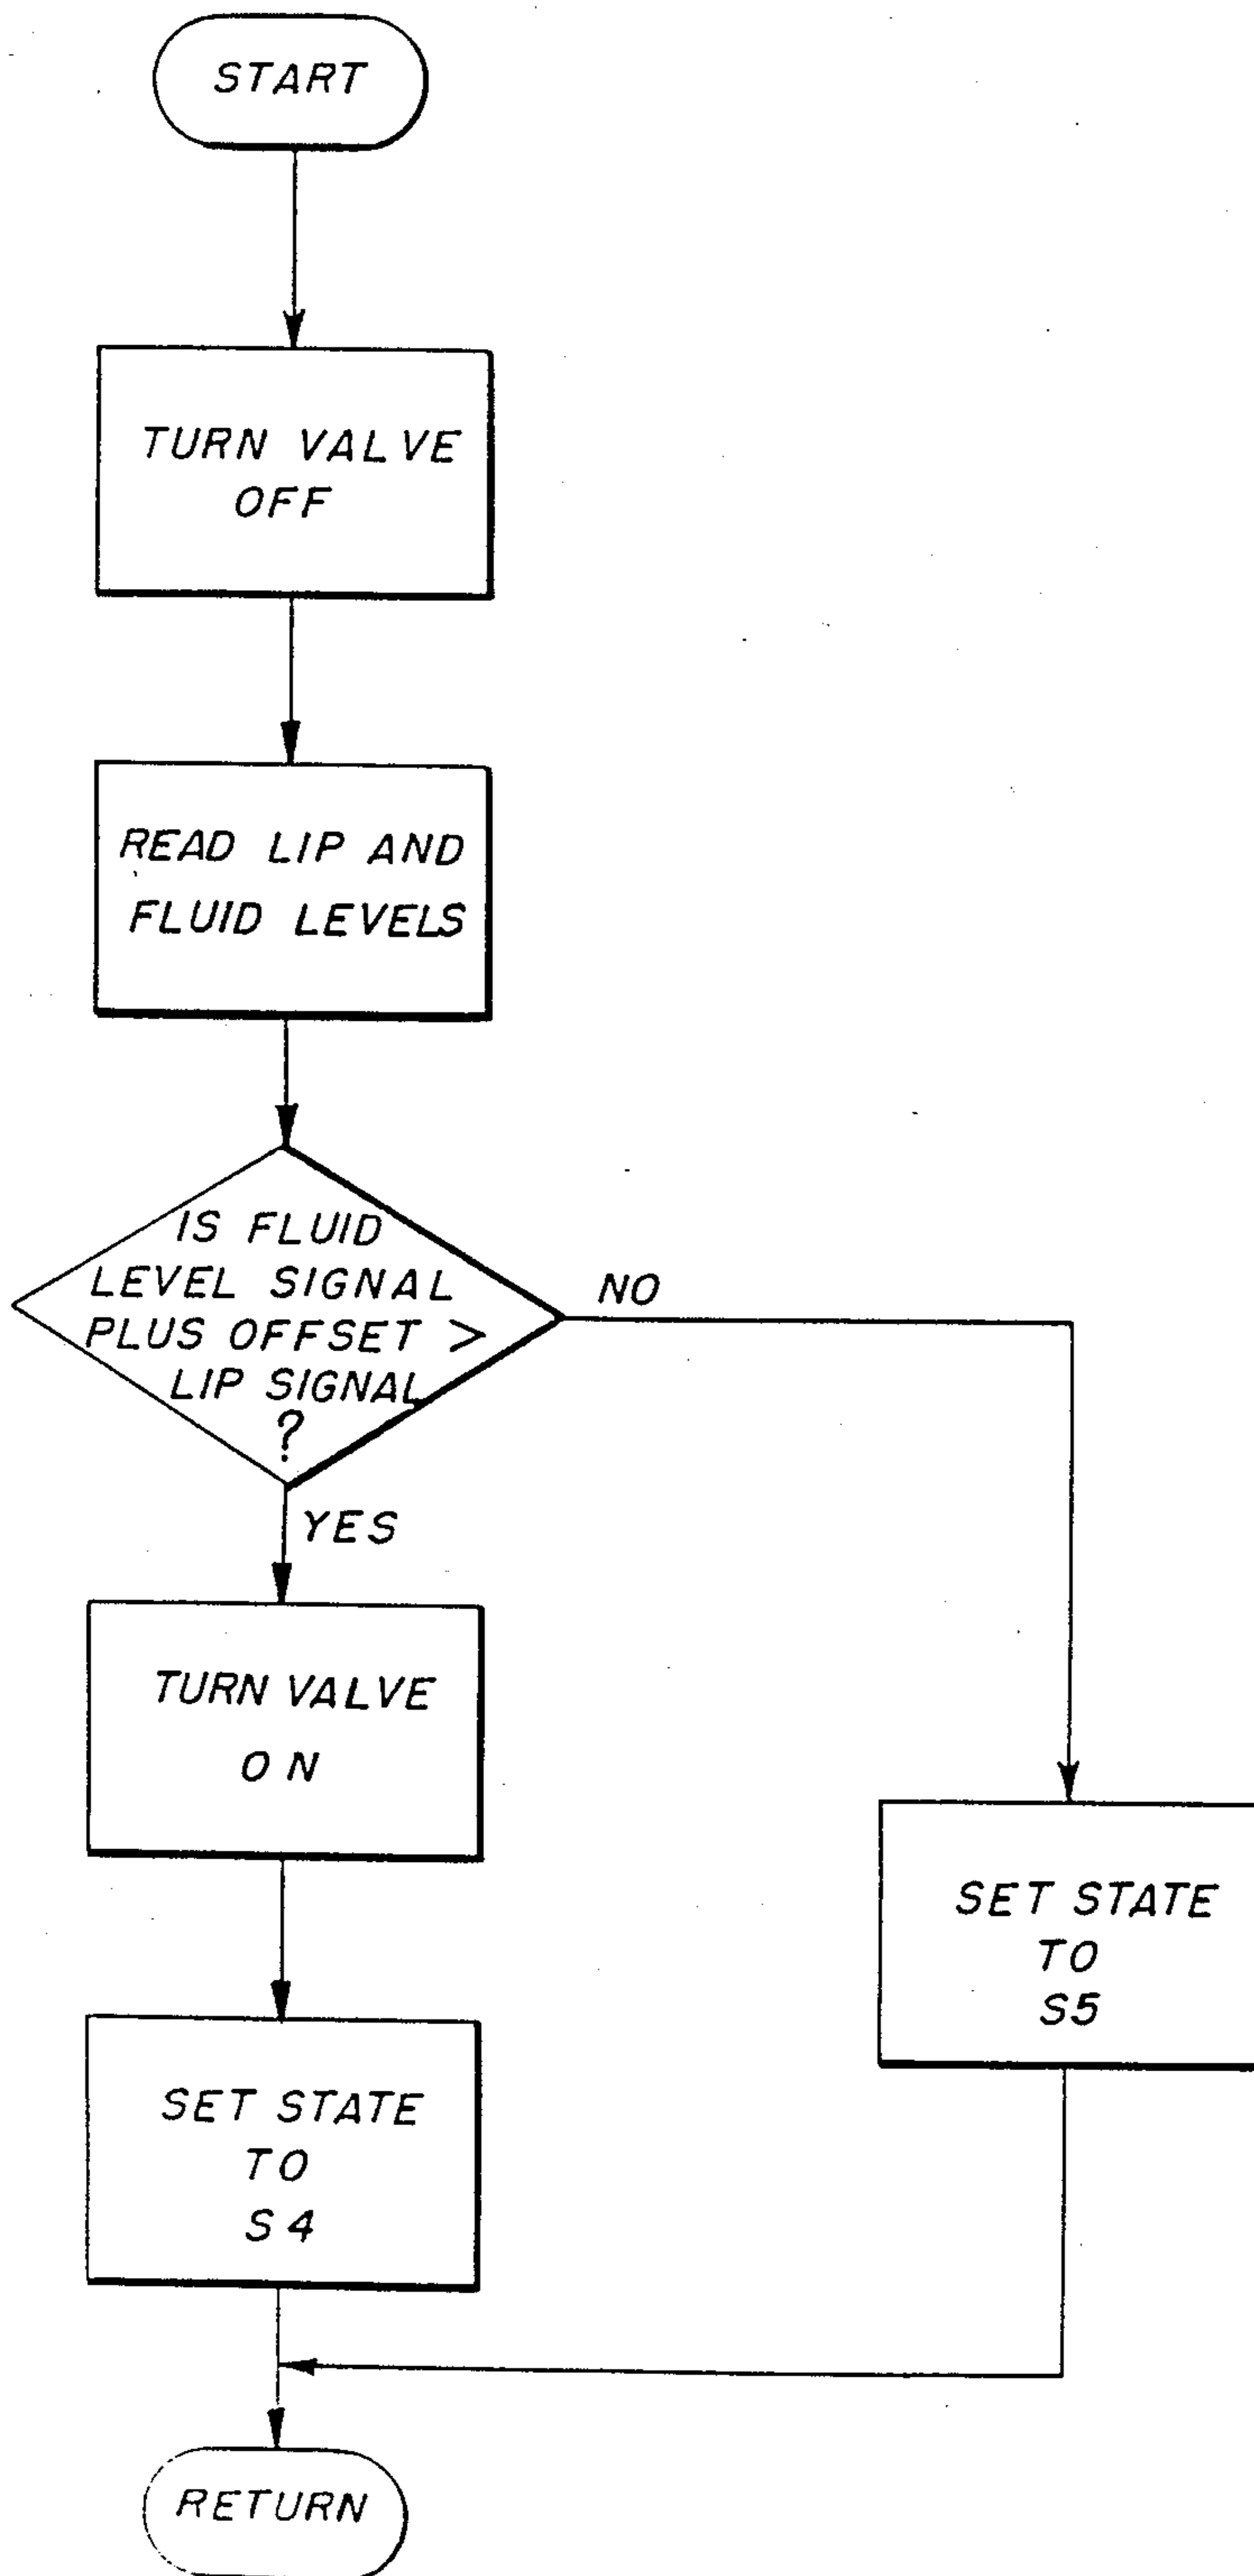 START
TURN VALVE
OFF
READ LIP AND
FLUID LEVELS
IS FLUID
LEVEL SIGNAL
PLUS OFFSET >
LIP SIGNAL
?
NO
YES
TURN VALVE
ON
SET STATE
TO
S5
SET STATE
TO
S4
RETURN